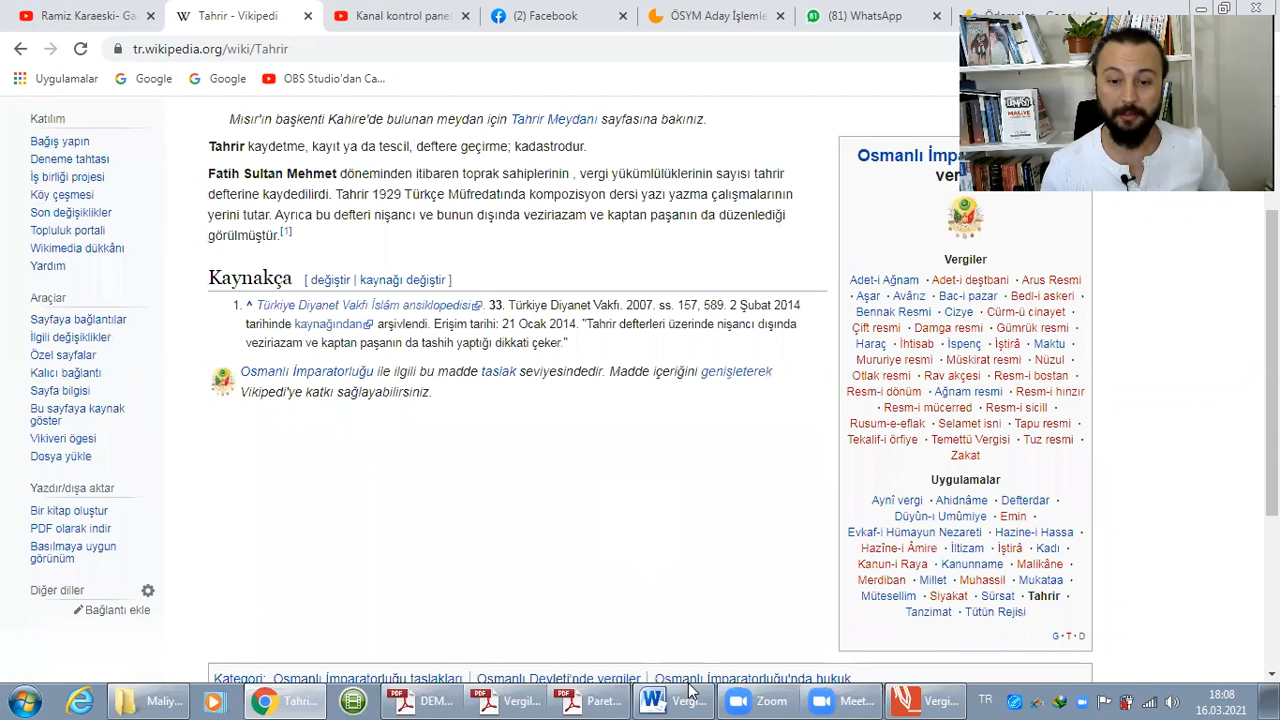 Ramiz Karaeski- Ga
Tahrir - Vikipedi
Kanal kontrol pane
(2) Facebook
ÖSYM Aday İşlemle
(81) WhatsApp
tr.wikipedia.org/wiki/Tahrir
Uygulamalar
Google
Google
OBS Studio'dan Ca...
Katılım
Bağış yapın
Deneme tahtası
İş birliği projesi
Köy çeşmesi
Son değişiklikler
Topluluk portali
Wikimedia dükkânı
Yardım
Araçlar
Sayfaya bağlantılar
İlgili değişiklikler
Özel sayfalar
Kalıcı bağlantı
Sayfa bilgisi
Bu sayfaya kaynak
göster
Vikiveri ögesi
Dosya yükle
Yazdır/dışa aktar
Bir kitap oluştur
PDF olarak indir
Basılmaya uygun
görünüm
Diğer diller
Bağlantı ekle
Mısır'ın başkenti Kahire'de bulunan meydan için Tahrir Meydanı sayfasına bakınız.
Tahrir kaydetme, kayıt ya da tescil, deftere geçirme; kadastrodur.
Fatih Sultan Mehmet döneminden itibaren toprak sahiplerinin , vergi yükümlülüklerinin sayısı tahrir
defterine kaydedilirdi. Tahrir 1929 Türkçe Müfredatında kompozisyon dersi yazı yazma çalışmalarının
yerini tutar. Ayrıca bu defteri nişancı ve bunun dışında veziriazam ve kaptan paşanın da düzenlediği
görülmüştür.[1]
Kaynakça [ değiştir | kaynağı değiştir ]
1. ^ Türkiye Diyanet Vakfı İslâm ansiklopedisi. 33. Türkiye Diyanet Vakfı. 2007. ss. 157, 589. 2 Şubat 2014
tarihinde kaynağından arşivlendi. Erişim tarihi: 21 Ocak 2014. "Tahrir defterleri üzerinde nişancı dışında
veziriazam ve kaptan paşanın da tashih yaptığı dikkati çeker."
Osmanlı İmparatorluğu ile ilgili bu madde taslak seviyesindedir. Madde içeriğini genişleterek
Vikipedi'ye katkı sağlayabilirsiniz.
Osmanlı İmpa
ver
Vergiler
Adet-i Ağnam · Adet-i deştbani · Arus Resmi
· Aşar · Avârız · Bac-i pazar · Bedl-i askeri ·
Bennak Resmi · Cizye · Cürm-ü cinayet ·
Çift resmi · Damga resmi · Gümrük resmi ·
Haraç · İhtisab · İspenç · İştirâ · Maktu ·
Mururiye resmi · Müskirat resmi · Nüzul ·
Otlak resmi · Rav akçesi · Resm-i bostan ·
Resm-i dönüm · Ağnam resmi · Resm-i hınzır
· Resm-i mücerred · Resm-i sicill ·
Rusum-e-eflak · Selamet isni · Tapu resmi ·
Tekalif-i örfiye · Temettü Vergisi · Tuz resmi ·
Zakat
Uygulamalar
Aynî vergi · Ahidnâme · Defterdar ·
Düyûn-ı Umûmiye · Emin ·
Evkaf-i Hümayun Nezareti · Hazine-i Hassa ·
Hazîne-i Âmire · İltizam · İştirâ · Kadı ·
Kanun-i Raya · Kanunname · Malikâne ·
Merdiban · Millet · Muhassil · Mukataa ·
Mütesellim · Siyakat · Sürsat · Tahrir ·
Tanzimat · Tütün Rejisi
G · T · D
Kategori: Osmanlı İmparatorluğu taslakları | Osmanlı Devleti'nde vergiler | Osmanlı İmparatorluğu'nda hukuk
Maliy...
Tahri...
DEM...
Vergil...
Paret...
Vergi...
Zoom
Meet...
Vergi...
TR
18:08
16.03.2021